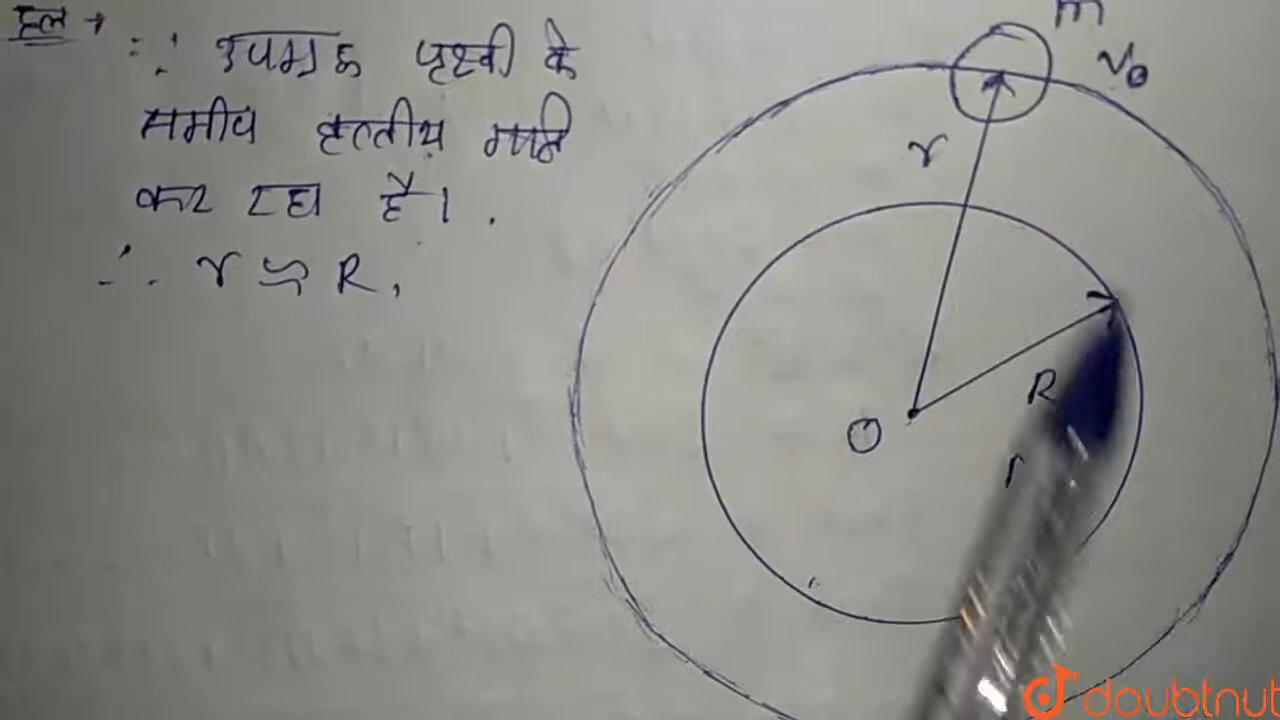 हल →
∵ उपग्रह पृथ्वी के
समीप वृत्तीय गति
कर रहा है।
∴ r ≈ R,
m
v₀
r
R
O
doubtnut